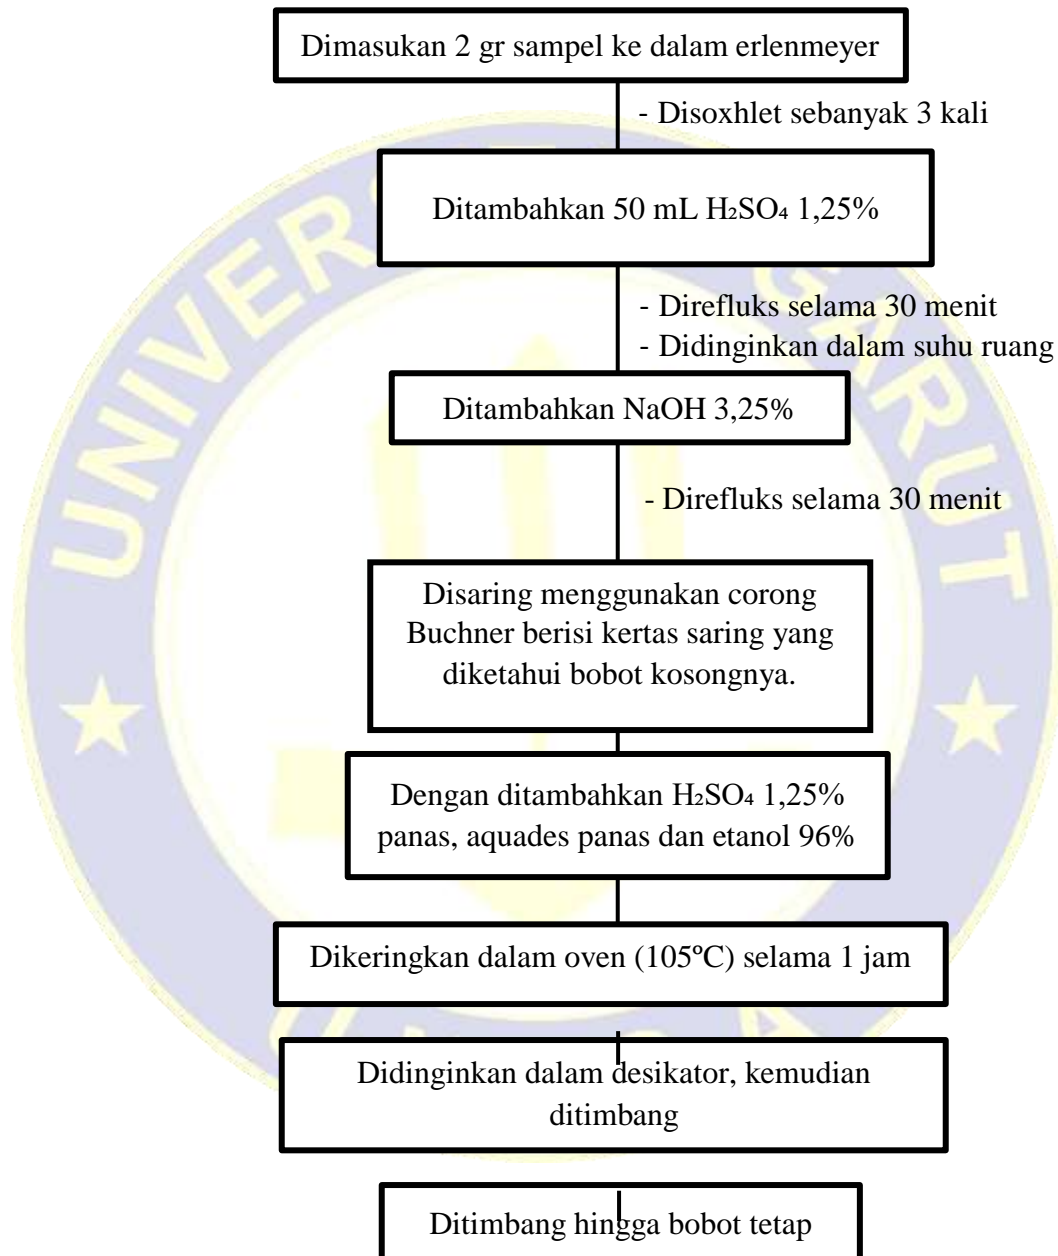 Dimasukan 2 gr sampel ke dalam erlenmeyer
- Disoxhlet sebanyak 3 kali
Ditambahkan 50 mL H₂SO₄ 1,25%
- Direfluks selama 30 menit
- Didinginkan dalam suhu ruang
Ditambahkan NaOH 3,25%
- Direfluks selama 30 menit
Disaring menggunakan corong
Buchner berisi kertas saring yang
diketahui bobot kosongnya.
Dengan ditambahkan H₂SO₄ 1,25%
panas, aquades panas dan etanol 96%
Dikeringkan dalam oven (105ºC) selama 1 jam
Didinginkan dalam desikator, kemudian
ditimbang
Ditimbang hingga bobot tetap